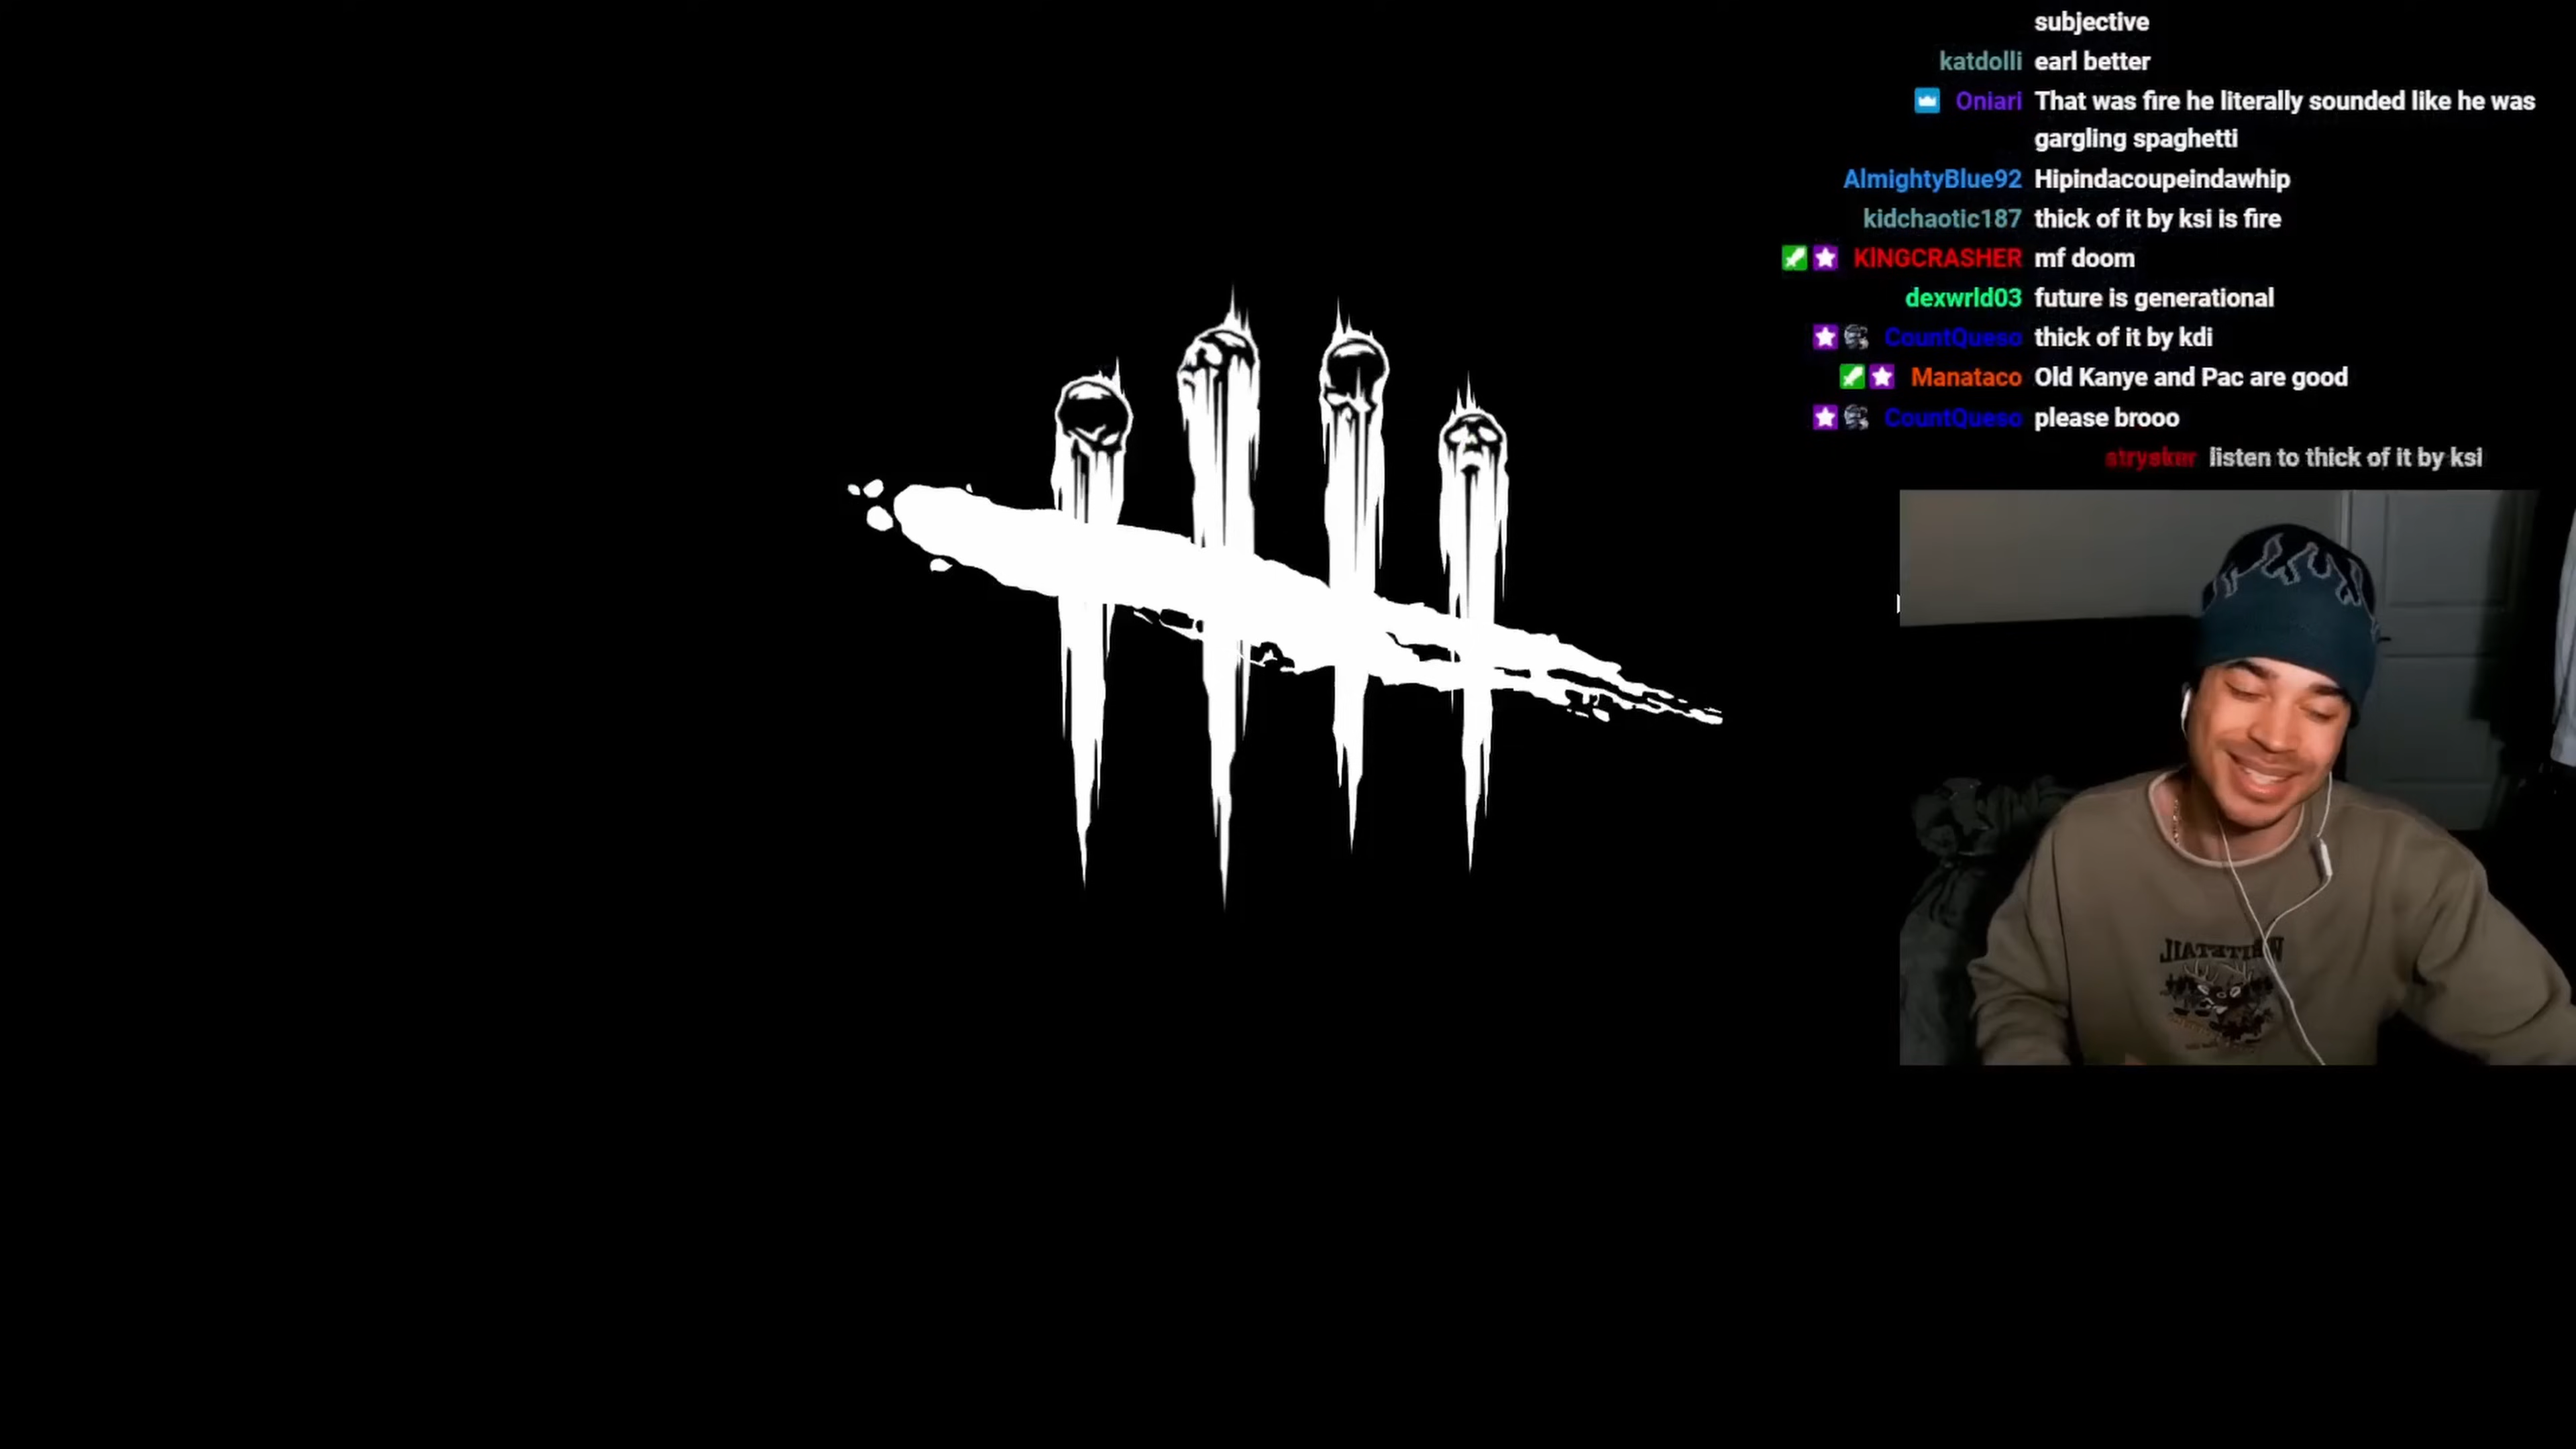 subjective
katdolli earl better
Oniari That was fire he literally sounded like he was
gargling spaghetti
AlmightyBlue92 Hipindacoupeindawhip
kidchaotic187 thick of it by ksi is fire
KINGCRASHER mf doom
dexwrld03 future is generational
CountQueso thick of it by kdi
Manataco Old Kanye and Pac are good
CountQueso please brooo
listen to thick of it by ksi
WHITETAIL